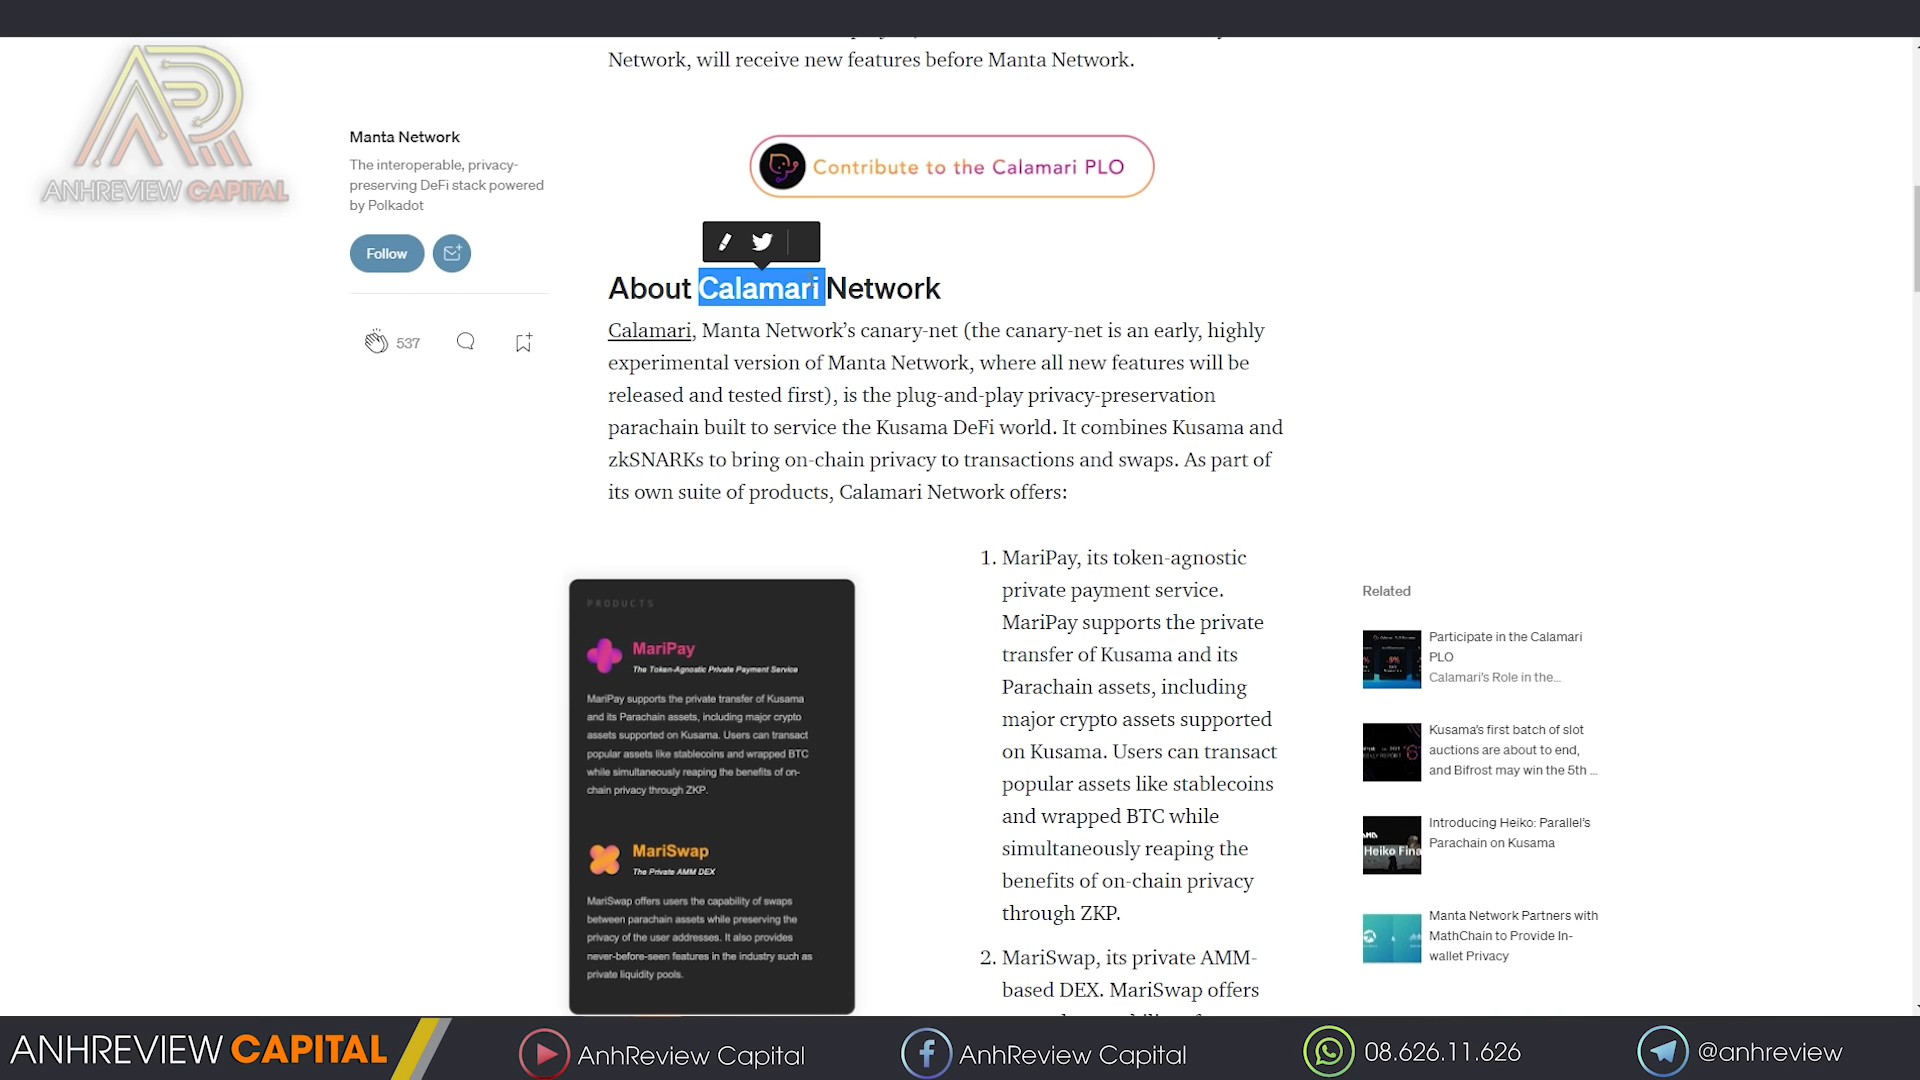 Network, will receive new features before Manta Network.
ANHREVIEW CAPITAL
Manta Network
The interoperable, privacy-
preserving DeFi stack powered
by Polkadot
Follow
537
Contribute to the Calamari PLO
About Calamari Network
Calamari, Manta Network’s canary-net (the canary-net is an early, highly
experimental version of Manta Network, where all new features will be
released and tested first), is the plug-and-play privacy-preservation
parachain built to service the Kusama DeFi world. It combines Kusama and
zkSNARKs to bring on-chain privacy to transactions and swaps. As part of
its own suite of products, Calamari Network offers:
PRODUCTS
MariPay
The Token-Agnostic Private Payment Service
MariPay supports the private transfer of Kusama
and its Parachain assets, including major crypto
assets supported on Kusama. Users can transact
popular assets like stablecoins and wrapped BTC
while simultaneously reaping the benefits of on-
chain privacy through ZKP.
MariSwap
The Private AMM DEX
MariSwap offers users the capability of swaps
between parachain assets while preserving the
privacy of the user addresses. It also provides
never-before-seen features in the industry such as
private liquidity pools.
1. MariPay, its token-agnostic
private payment service.
MariPay supports the private
transfer of Kusama and its
Parachain assets, including
major crypto assets supported
on Kusama. Users can transact
popular assets like stablecoins
and wrapped BTC while
simultaneously reaping the
benefits of on-chain privacy
through ZKP.
2. MariSwap, its private AMM-
based DEX. MariSwap offers
Related
Participate in the Calamari
PLO
Calamari’s Role in the...
Kusama’s first batch of slot
auctions are about to end,
and Bifrost may win the 5th ...
Introducing Heiko: Parallel’s
Parachain on Kusama
Heiko Fina
Manta Network Partners with
MathChain to Provide In-
wallet Privacy
ANHREVIEW CAPITAL
AnhReview Capital
AnhReview Capital
08.626.11.626
@anhreview